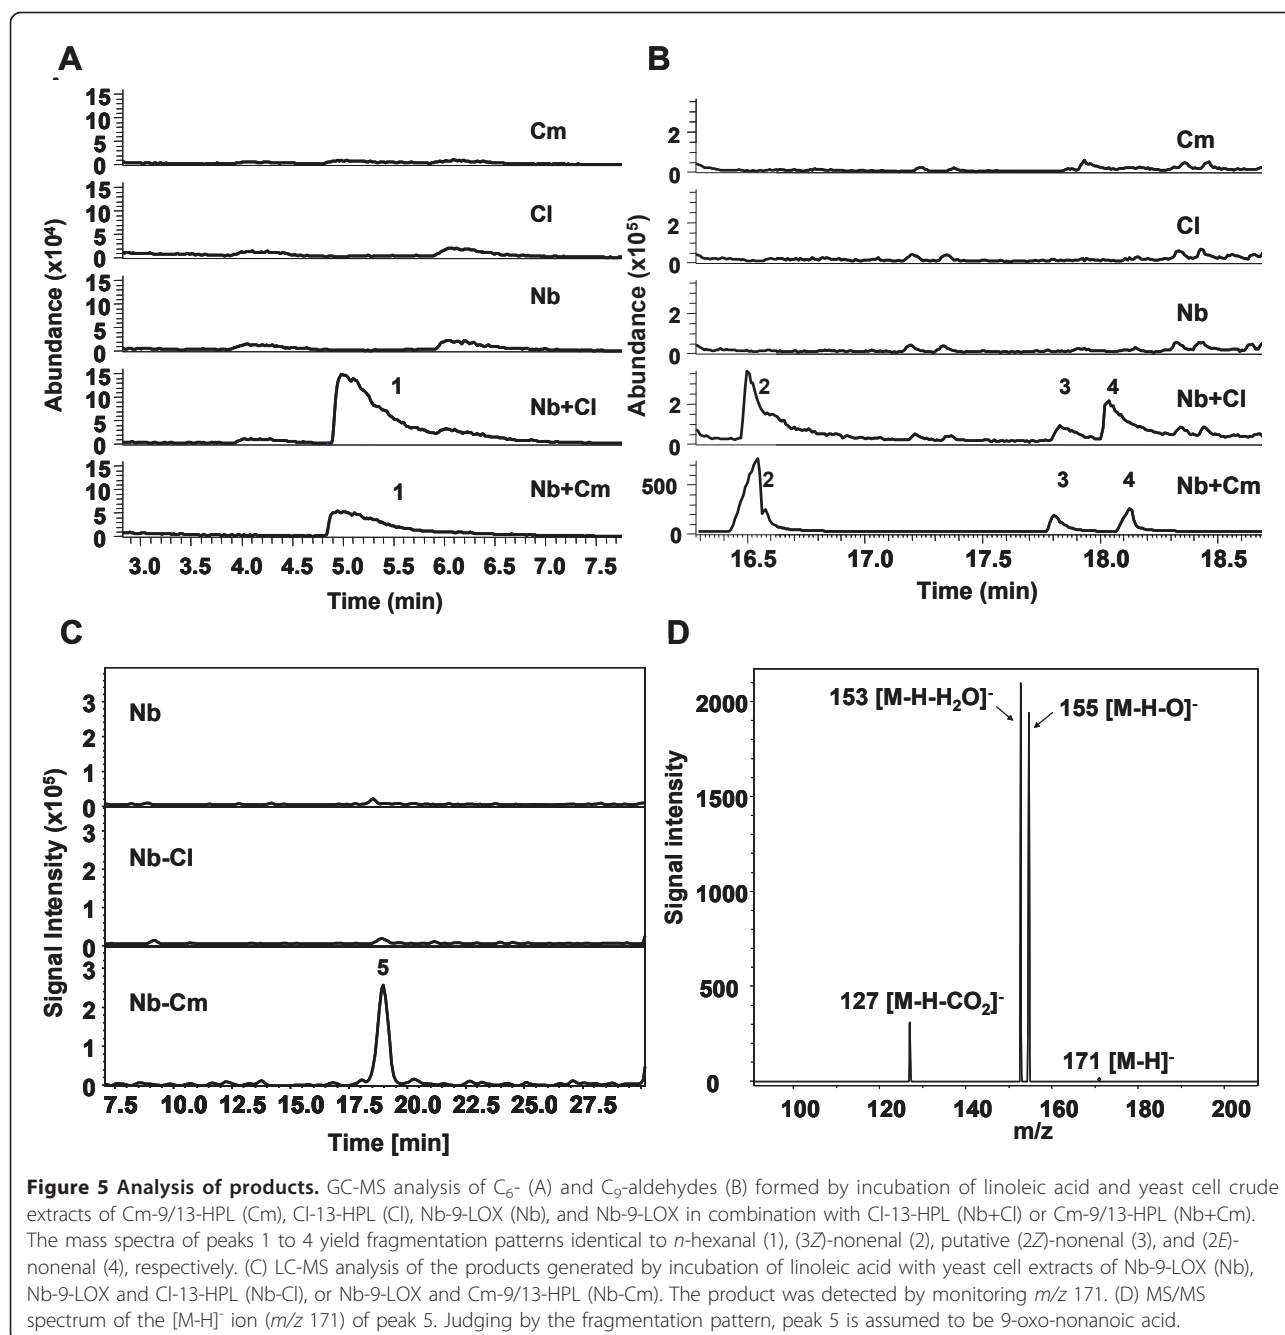 A
15
10
5
0
Cm
15
10
5
0
Cl
15
10
5
0
Nb
15
10
5
0
1
Nb+Cl
15
10
5
0
1
Nb+Cm
Abundance (x10⁴)
3.0 3.5 4.0 4.5 5.0 5.5 6.0 6.5 7.0 7.5
Time (min)
B
2
0
Cm
2
0
Cl
2
0
Nb
2
0
2 3 4
Nb+Cl
500
0
2 3 4
Nb+Cm
Abundance (x10⁵)
16.5 17.0 17.5 18.0 18.5
Time (min)
C
3
2
1
0
Nb
3
2
1
0
Nb-Cl
3
2
1
0
5
Nb-Cm
Signal Intensity (x10⁵)
7.5 10.0 12.5 15.0 17.5 20.0 22.5 25.0 27.5
Time [min]
D
2000
1500
1000
500
0
Signal intensity
153 [M-H-H₂O]⁻
155 [M-H-O]⁻
127 [M-H-CO₂]⁻
171 [M-H]⁻
100 120 140 160 180 200
m/z
Figure 5 Analysis of products. GC-MS analysis of C₆- (A) and C₉-aldehydes (B) formed by incubation of linoleic acid and yeast cell crude
extracts of Cm-9/13-HPL (Cm), Cl-13-HPL (Cl), Nb-9-LOX (Nb), and Nb-9-LOX in combination with Cl-13-HPL (Nb+Cl) or Cm-9/13-HPL (Nb+Cm).
The mass spectra of peaks 1 to 4 yield fragmentation patterns identical to n-hexanal (1), (3Z)-nonenal (2), putative (2Z)-nonenal (3), and (2E)-
nonenal (4), respectively. (C) LC-MS analysis of the products generated by incubation of linoleic acid with yeast cell extracts of Nb-9-LOX (Nb),
Nb-9-LOX and Cl-13-HPL (Nb-Cl), or Nb-9-LOX and Cm-9/13-HPL (Nb-Cm). The product was detected by monitoring m/z 171. (D) MS/MS
spectrum of the [M-H]⁻ ion (m/z 171) of peak 5. Judging by the fragmentation pattern, peak 5 is assumed to be 9-oxo-nonanoic acid.